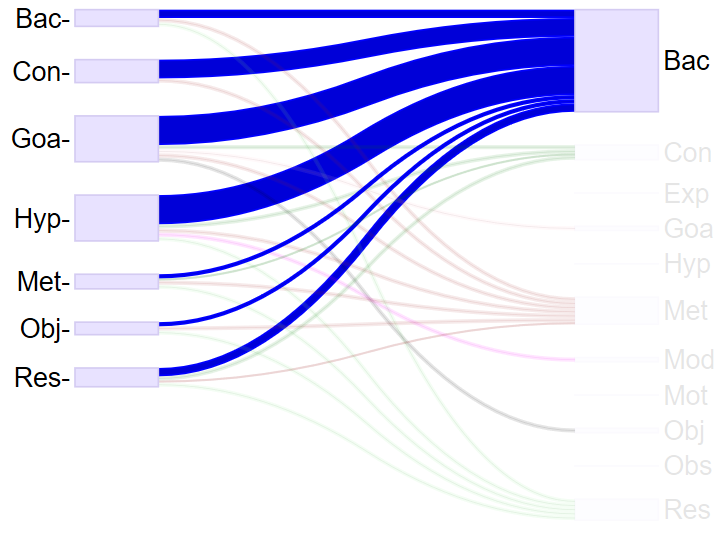 Bac-
Con-
Goa-
Hyp-
Met-
Obj-
Res-
Bac
Con
Exp
Goa
Hyp
Met
Mod
Mot
Obj
Obs
Res